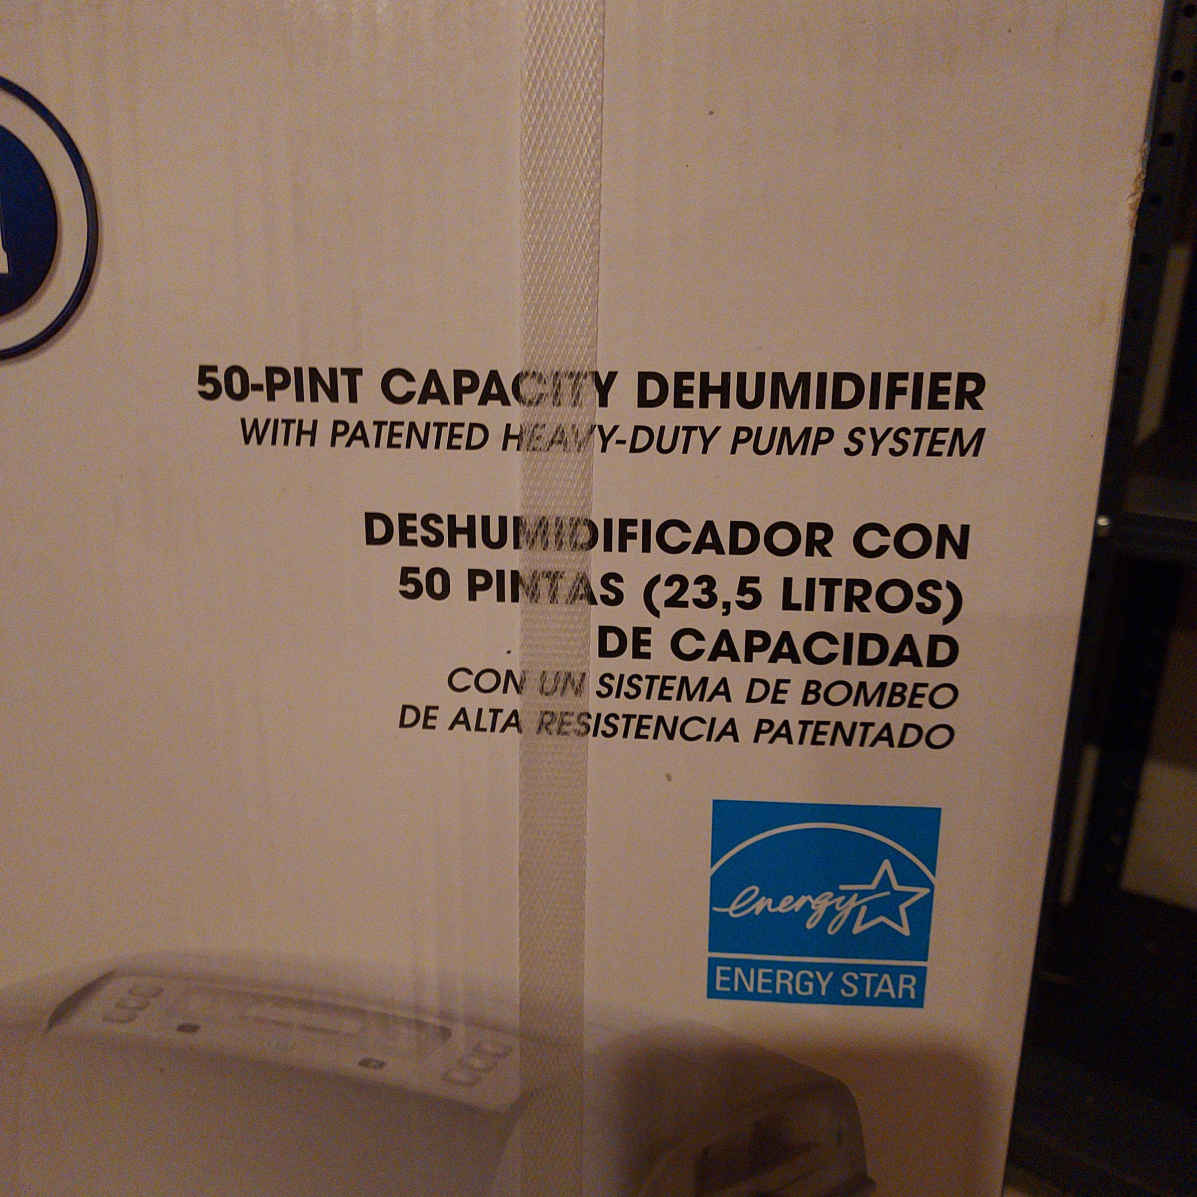 50-PINT CAPACITY DEHUMIDIFIER
WITH PATENTED HEAVY-DUTY PUMP SYSTEM
DESHUMIDIFICADOR CON
50 PINTAS (23,5 LITROS)
DE CAPACIDAD
CON UN SISTEMA DE BOMBEO
DE ALTA RESISTENCIA PATENTADO
energy
ENERGY STAR